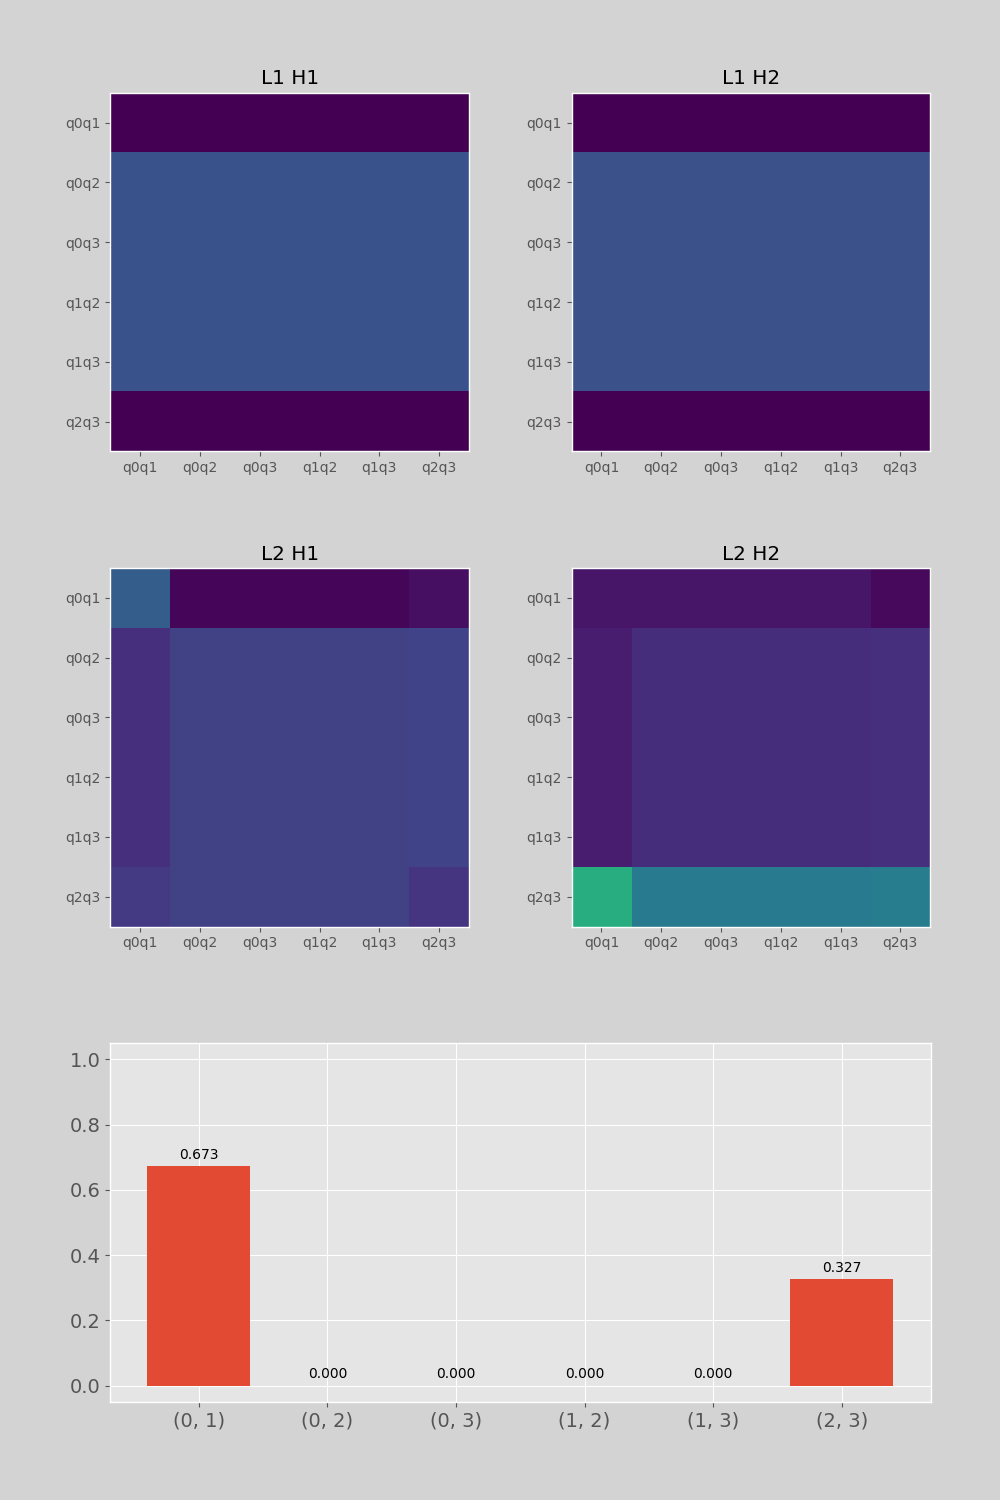 L1 H1 L1 H2
q0q1 q0q1
q0q2 q0q2
q0q3 q0q3
q1q2 q1q2
q1q3 q1q3
q2q3 q2q3
q0q1 q0q2 q0q3 q1q2 q1q3 q2q3 q0q1 q0q2 q0q3 q1q2 q1q3 q2q3
L2 H1 L2 H2
q0q1 q0q1
q0q2 q0q2
q0q3 q0q3
q1q2 q1q2
q1q3 q1q3
q2q3 q2q3
q0q1 q0q2 q0q3 q1q2 q1q3 q2q3 q0q1 q0q2 q0q3 q1q2 q1q3 q2q3
1.0
0.8
0.673
0.6
0.4
0.327
0.2
0.000 0.000 0.000 0.000
0.0
(0, 1) (0, 2) (0, 3) (1, 2) (1, 3) (2, 3)